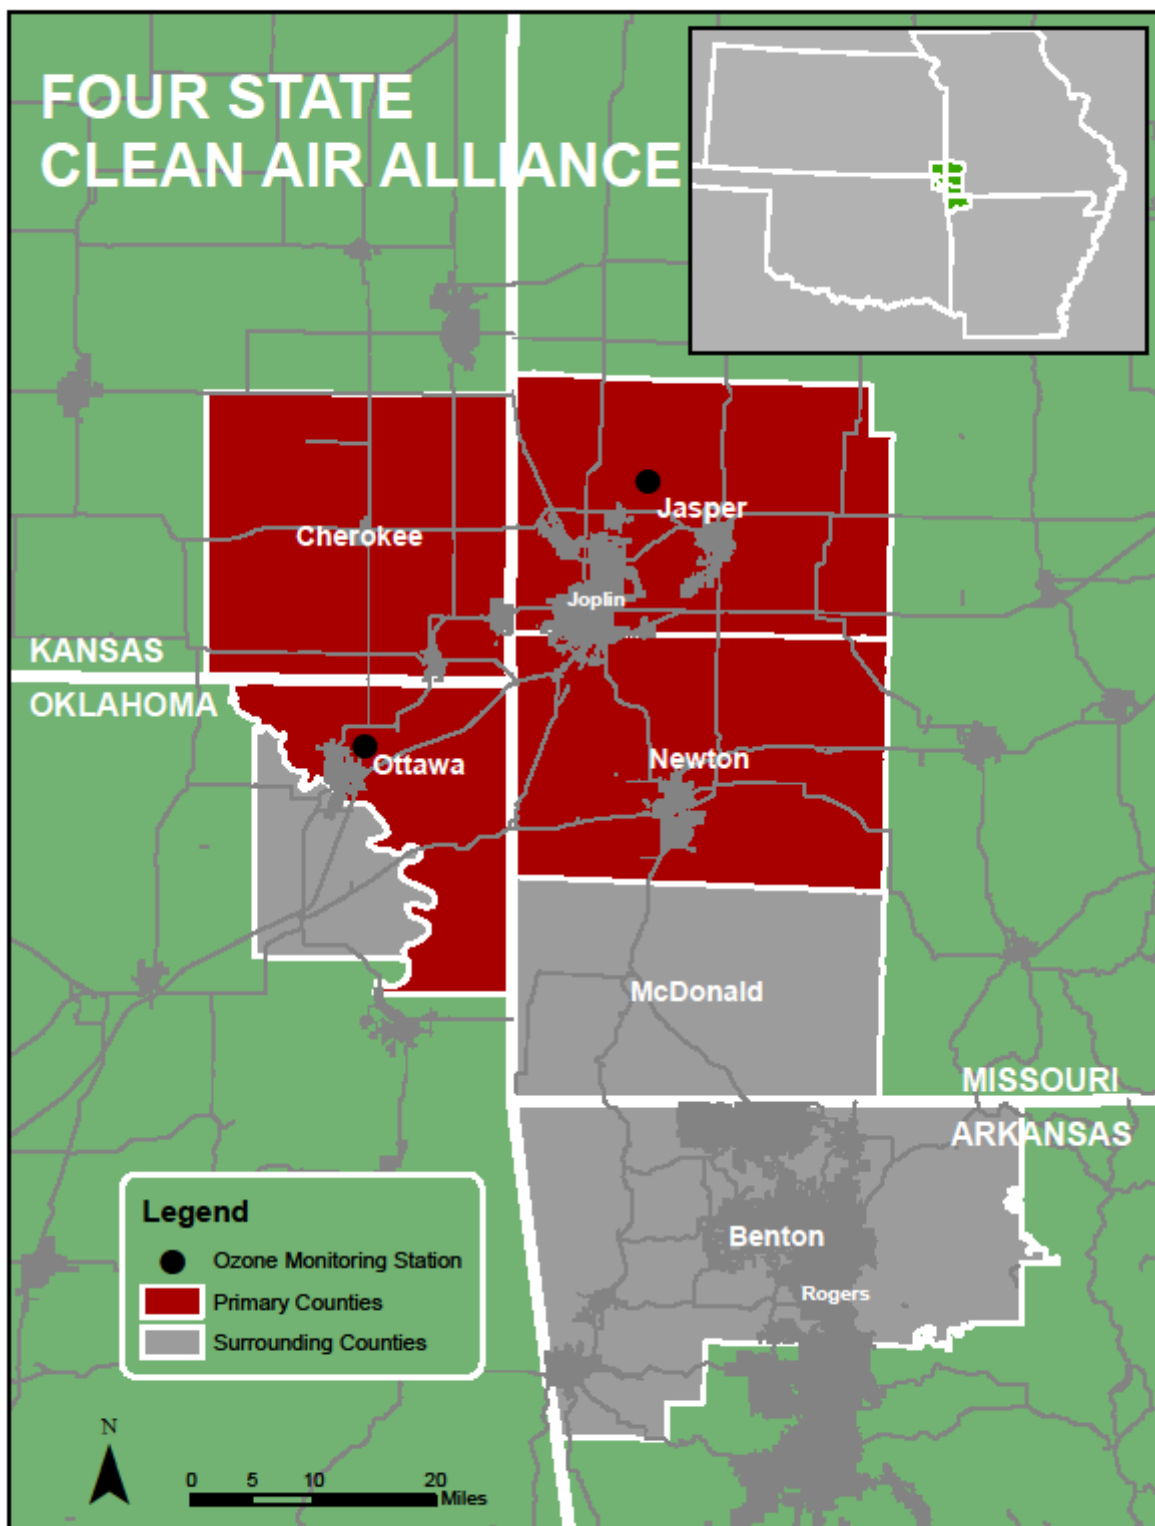 FOUR STATE
CLEAN AIR ALLIANCE
Jasper
Cherokee
Joplin
KANSAS
OKLAHOMA
Ottawa
Newton
McDonald
MISSOURI
ARKANSAS
Benton
Rogers
Legend
Ozone Monitoring Station
Primary Counties
Surrounding Counties
N
0 5 10 20
Miles